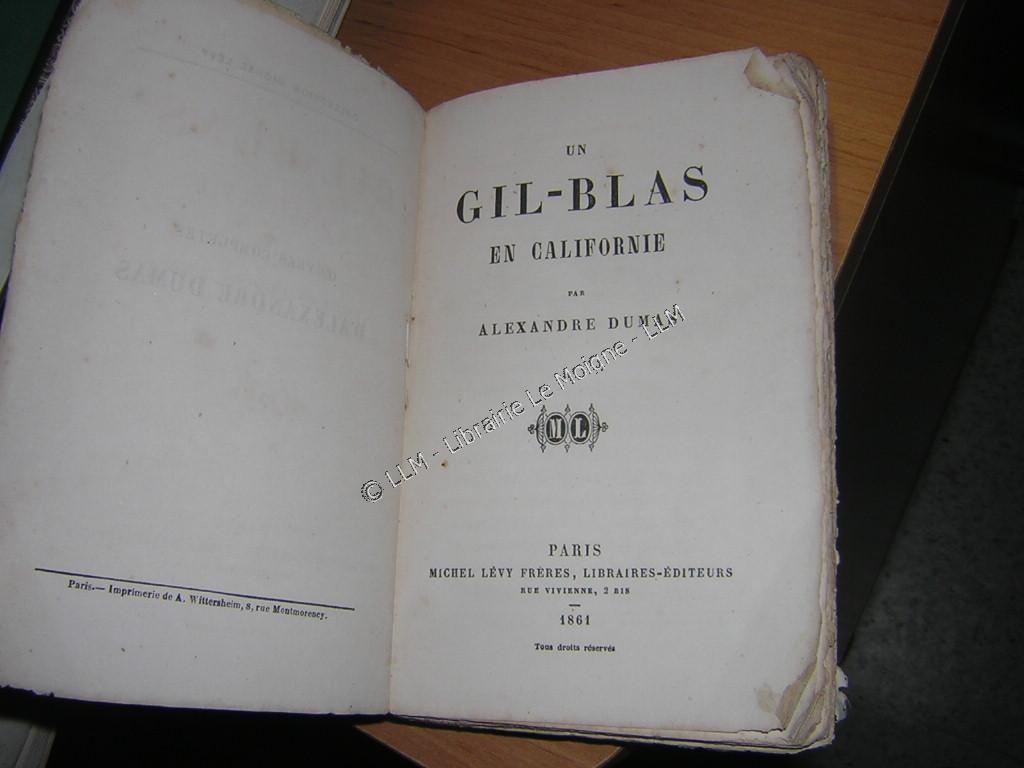 Paris.— Imprimerie de A. Wittersheim, 8, rue Montmorency.
UN
GIL-BLAS
EN CALIFORNIE
PAR
ALEXANDRE DUMAS
ML
PARIS
MICHEL LÉVY FRÈRES, LIBRAIRES-ÉDITEURS
RUE VIVIENNE, 2 BIS
1861
Tous droits réservés
© LLM - Librairie Le Moigne - LLM